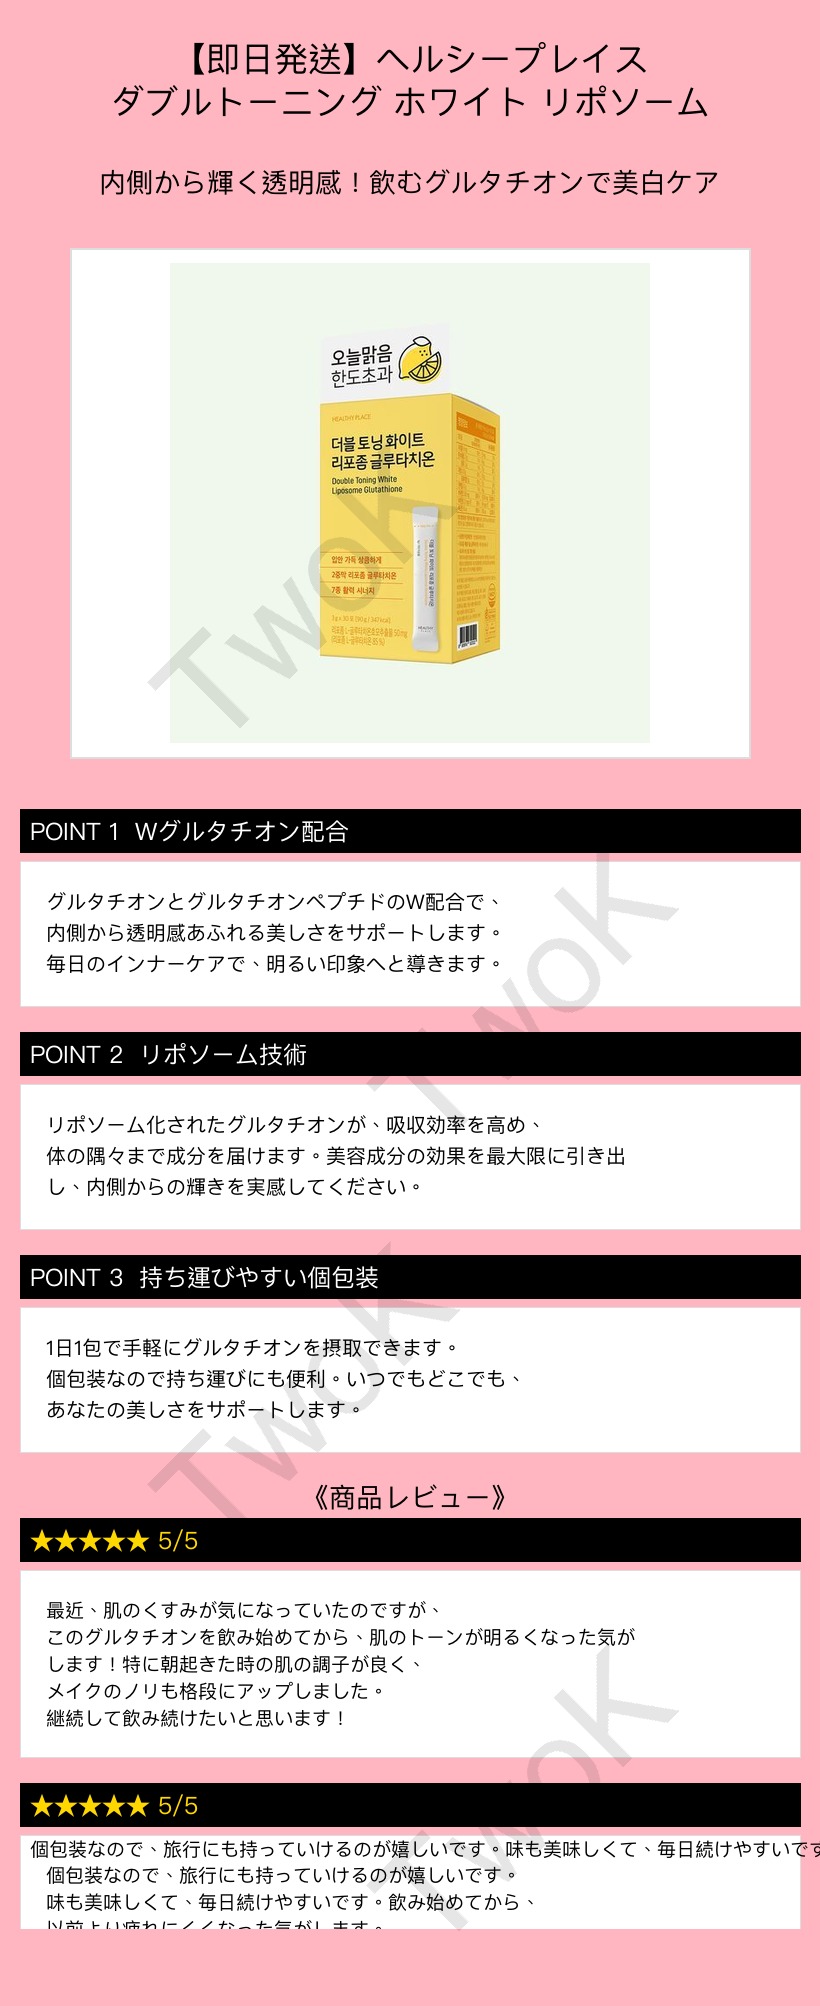 【即日発送】ヘルシープレイス
ダブルトーニング ホワイト リポソーム
内側から輝く透明感！飲むグルタチオンで美白ケア
오늘맑음
한도초과
HEALTHY PLACE
더블 토닝 화이트
리포좀 글루타치온
Double Toning White
Liposome Glutathione
입안 가득 상큼하게
2중막 리포좀 글루타치온
7종 활력 시너지
3g x 30포 (90g / 347kcal)
TwoK
POINT 1 Wグルタチオン配合
グルタチオンとグルタチオンペプチドのW配合で、
内側から透明感あふれる美しさをサポートします。
毎日のインナーケアで、明るい印象へと導きます。
TwoK
POINT 2 リポソーム技術
リポソーム化されたグルタチオンが、吸収効率を高め、
体の隅々まで成分を届けます。美容成分の効果を最大限に引き出
し、内側からの輝きを実感してください。
POINT 3 持ち運びやすい個包装
1日1包で手軽にグルタチオンを摂取できます。
個包装なので持ち運びにも便利。いつでもどこでも、
あなたの美しさをサポートします。
TwoK
《商品レビュー》
★★★★★ 5/5
最近、肌のくすみが気になっていたのですが、
このグルタチオンを飲み始めてから、肌のトーンが明るくなった気が
します！特に朝起きた時の肌の調子が良く、
メイクのノリも格段にアップしました。
継続して飲み続けたいと思います！
TwoK
★★★★★ 5/5
個包装なので、旅行にも持っていけるのが嬉しいです。味も美味しくて、毎日続けやすいです
個包装なので、旅行にも持っていけるのが嬉しいです。
味も美味しくて、毎日続けやすいです。飲み始めてから、
以前より疲れにくくなった気がします。